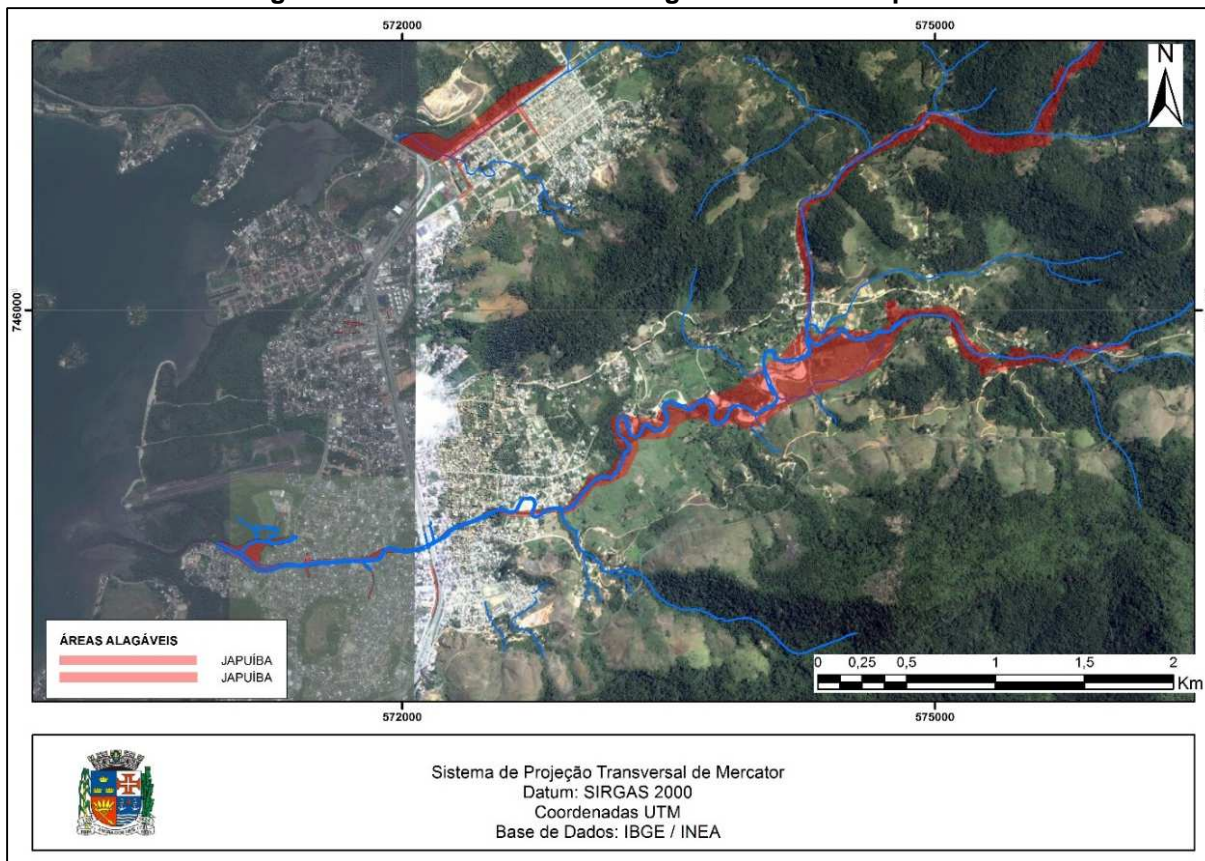 572000
575000
N
746000
ÁREAS ALAGÁVEIS
JAPUÍBA
JAPUÍBA
0 0,25 0,5 1 1,5 2
Km
572000
575000
Sistema de Projeção Transversal de Mercator
Datum: SIRGAS 2000
Coordenadas UTM
Base de Dados: IBGE / INEA